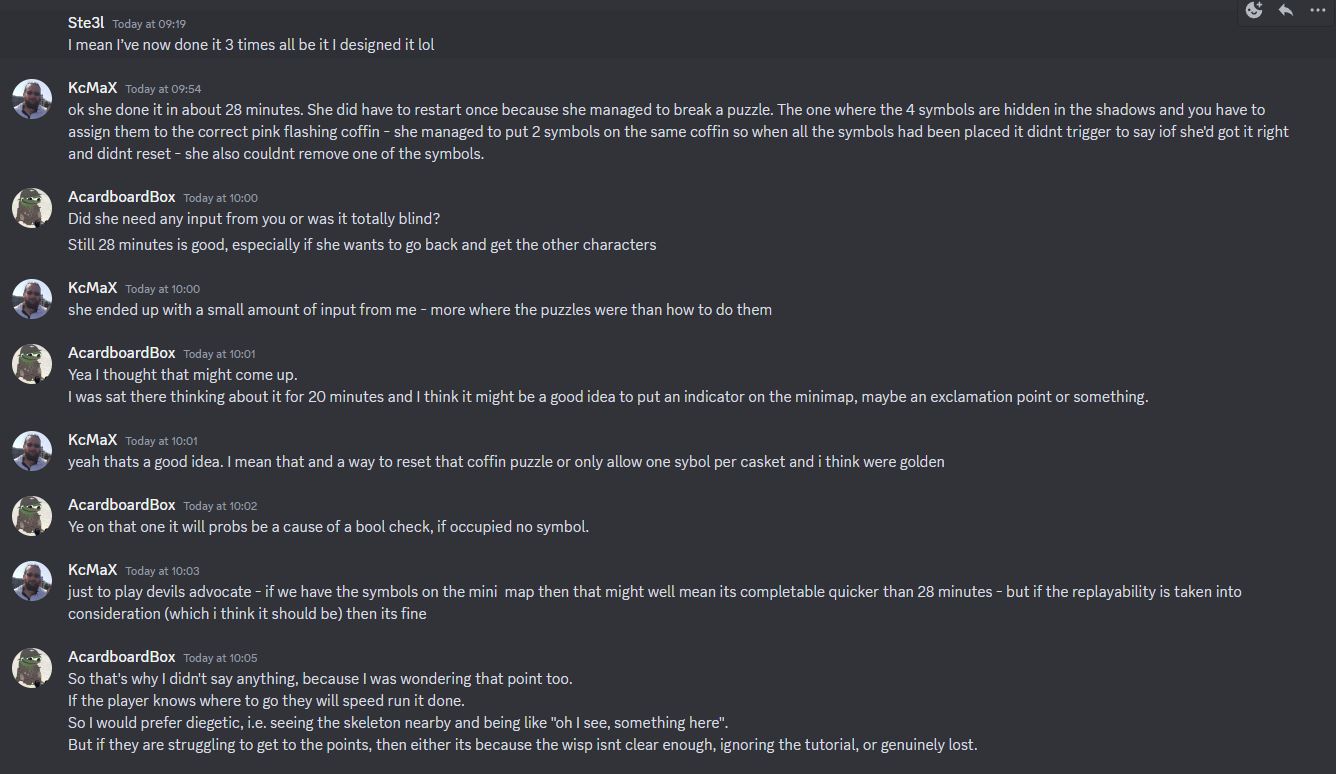 Ste3l Today at 09:19
I mean I've now done it 3 times all be it I designed it lol
KcMaX Today at 09:54
ok she done it in about 28 minutes. She did have to restart once because she managed to break a puzzle. The one where the 4 symbols are hidden in the shadows and you have to
assign them to the correct pink flashing coffin - she managed to put 2 symbols on the same coffin so when all the symbols had been placed it didnt trigger to say iof she'd got it right
and didnt reset - she also couldnt remove one of the symbols.
AcardboardBox Today at 10:00
Did she need any input from you or was it totally blind?
Still 28 minutes is good, especially if she wants to go back and get the other characters
KcMaX Today at 10:00
she ended up with a small amount of input from me - more where the puzzles were than how to do them
AcardboardBox Today at 10:01
Yea I thought that might come up.
I was sat there thinking about it for 20 minutes and I think it might be a good idea to put an indicator on the minimap, maybe an exclamation point or something.
KcMaX Today at 10:01
yeah thats a good idea. I mean that and a way to reset that coffin puzzle or only allow one sybol per casket and i think were golden
AcardboardBox Today at 10:02
Ye on that one it will probs be a cause of a bool check, if occupied no symbol.
KcMaX Today at 10:03
just to play devils advocate - if we have the symbols on the mini map then that might well mean its completable quicker than 28 minutes - but if the replayability is taken into
consideration (which i think it should be) then its fine
AcardboardBox Today at 10:05
So that's why I didn't say anything, because I was wondering that point too.
If the player knows where to go they will speed run it done.
So I would prefer diegetic, i.e. seeing the skeleton nearby and being like "oh I see, something here".
But if they are struggling to get to the points, then either its because the wisp isnt clear enough, ignoring the tutorial, or genuinely lost.